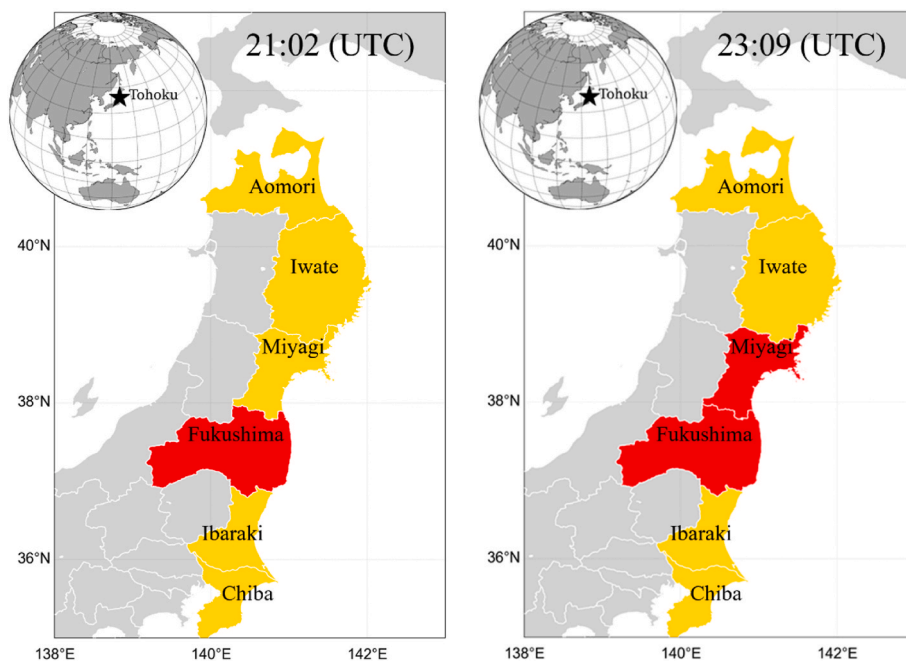 21:02 (UTC)
Tohoku
Aomori
40°N
Iwate
Miyagi
38°N
Fukushima
Ibaraki
36°N
Chiba
138°E
140°E
142°E
23:09 (UTC)
Tohoku
Aomori
40°N
Iwate
Miyagi
38°N
Fukushima
Ibaraki
36°N
Chiba
138°E
140°E
142°E